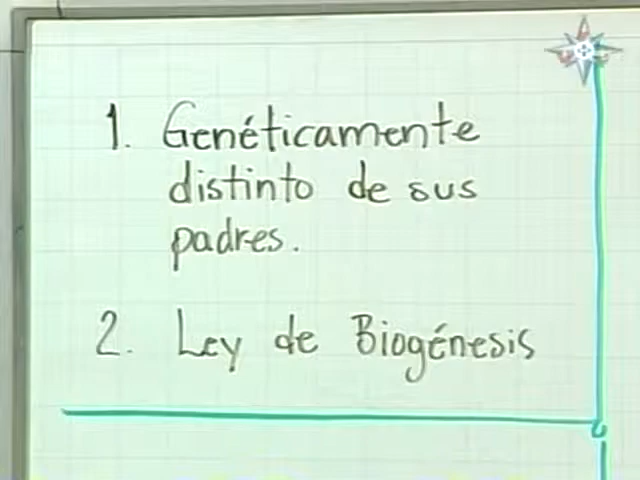 1. Genéticamente
distinto de sus
padres.
2. Ley de Biogénesis